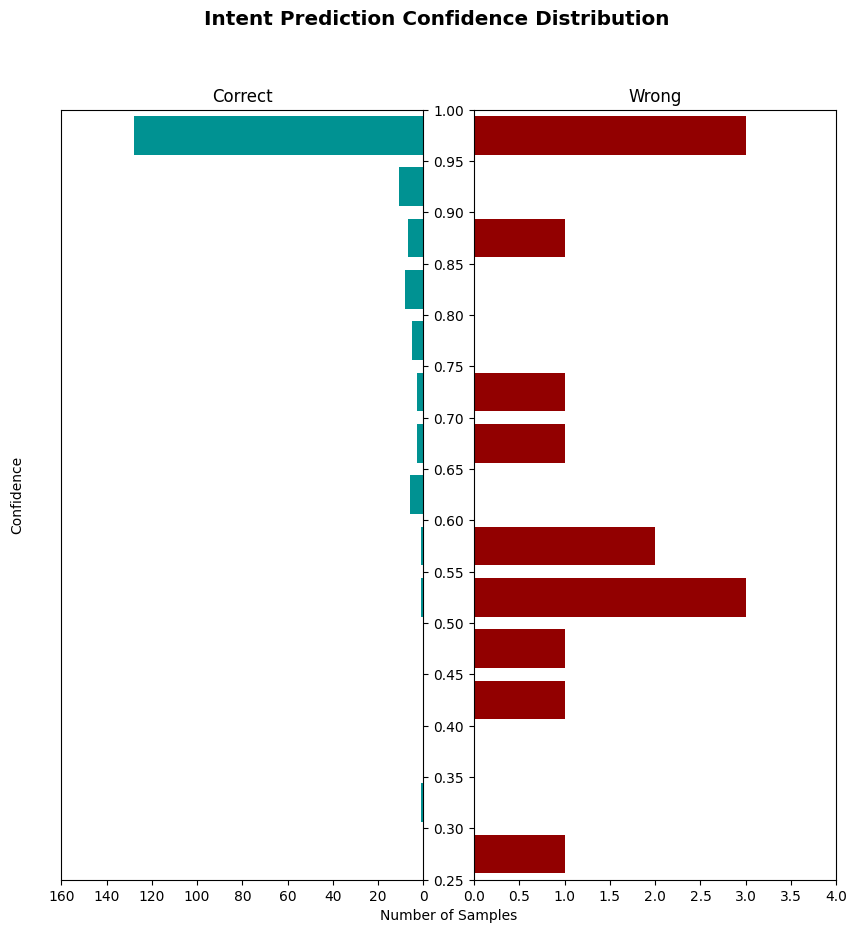 Intent Prediction Confidence Distribution
Correct
Wrong
1.00
0.95
0.90
0.85
0.80
0.75
0.70
0.65
0.60
0.55
0.50
0.45
0.40
0.35
0.30
0.25
Confidence
160 140 120 100 80 60 40 20 0
0.0 0.5 1.0 1.5 2.0 2.5 3.0 3.5 4.0
Number of Samples